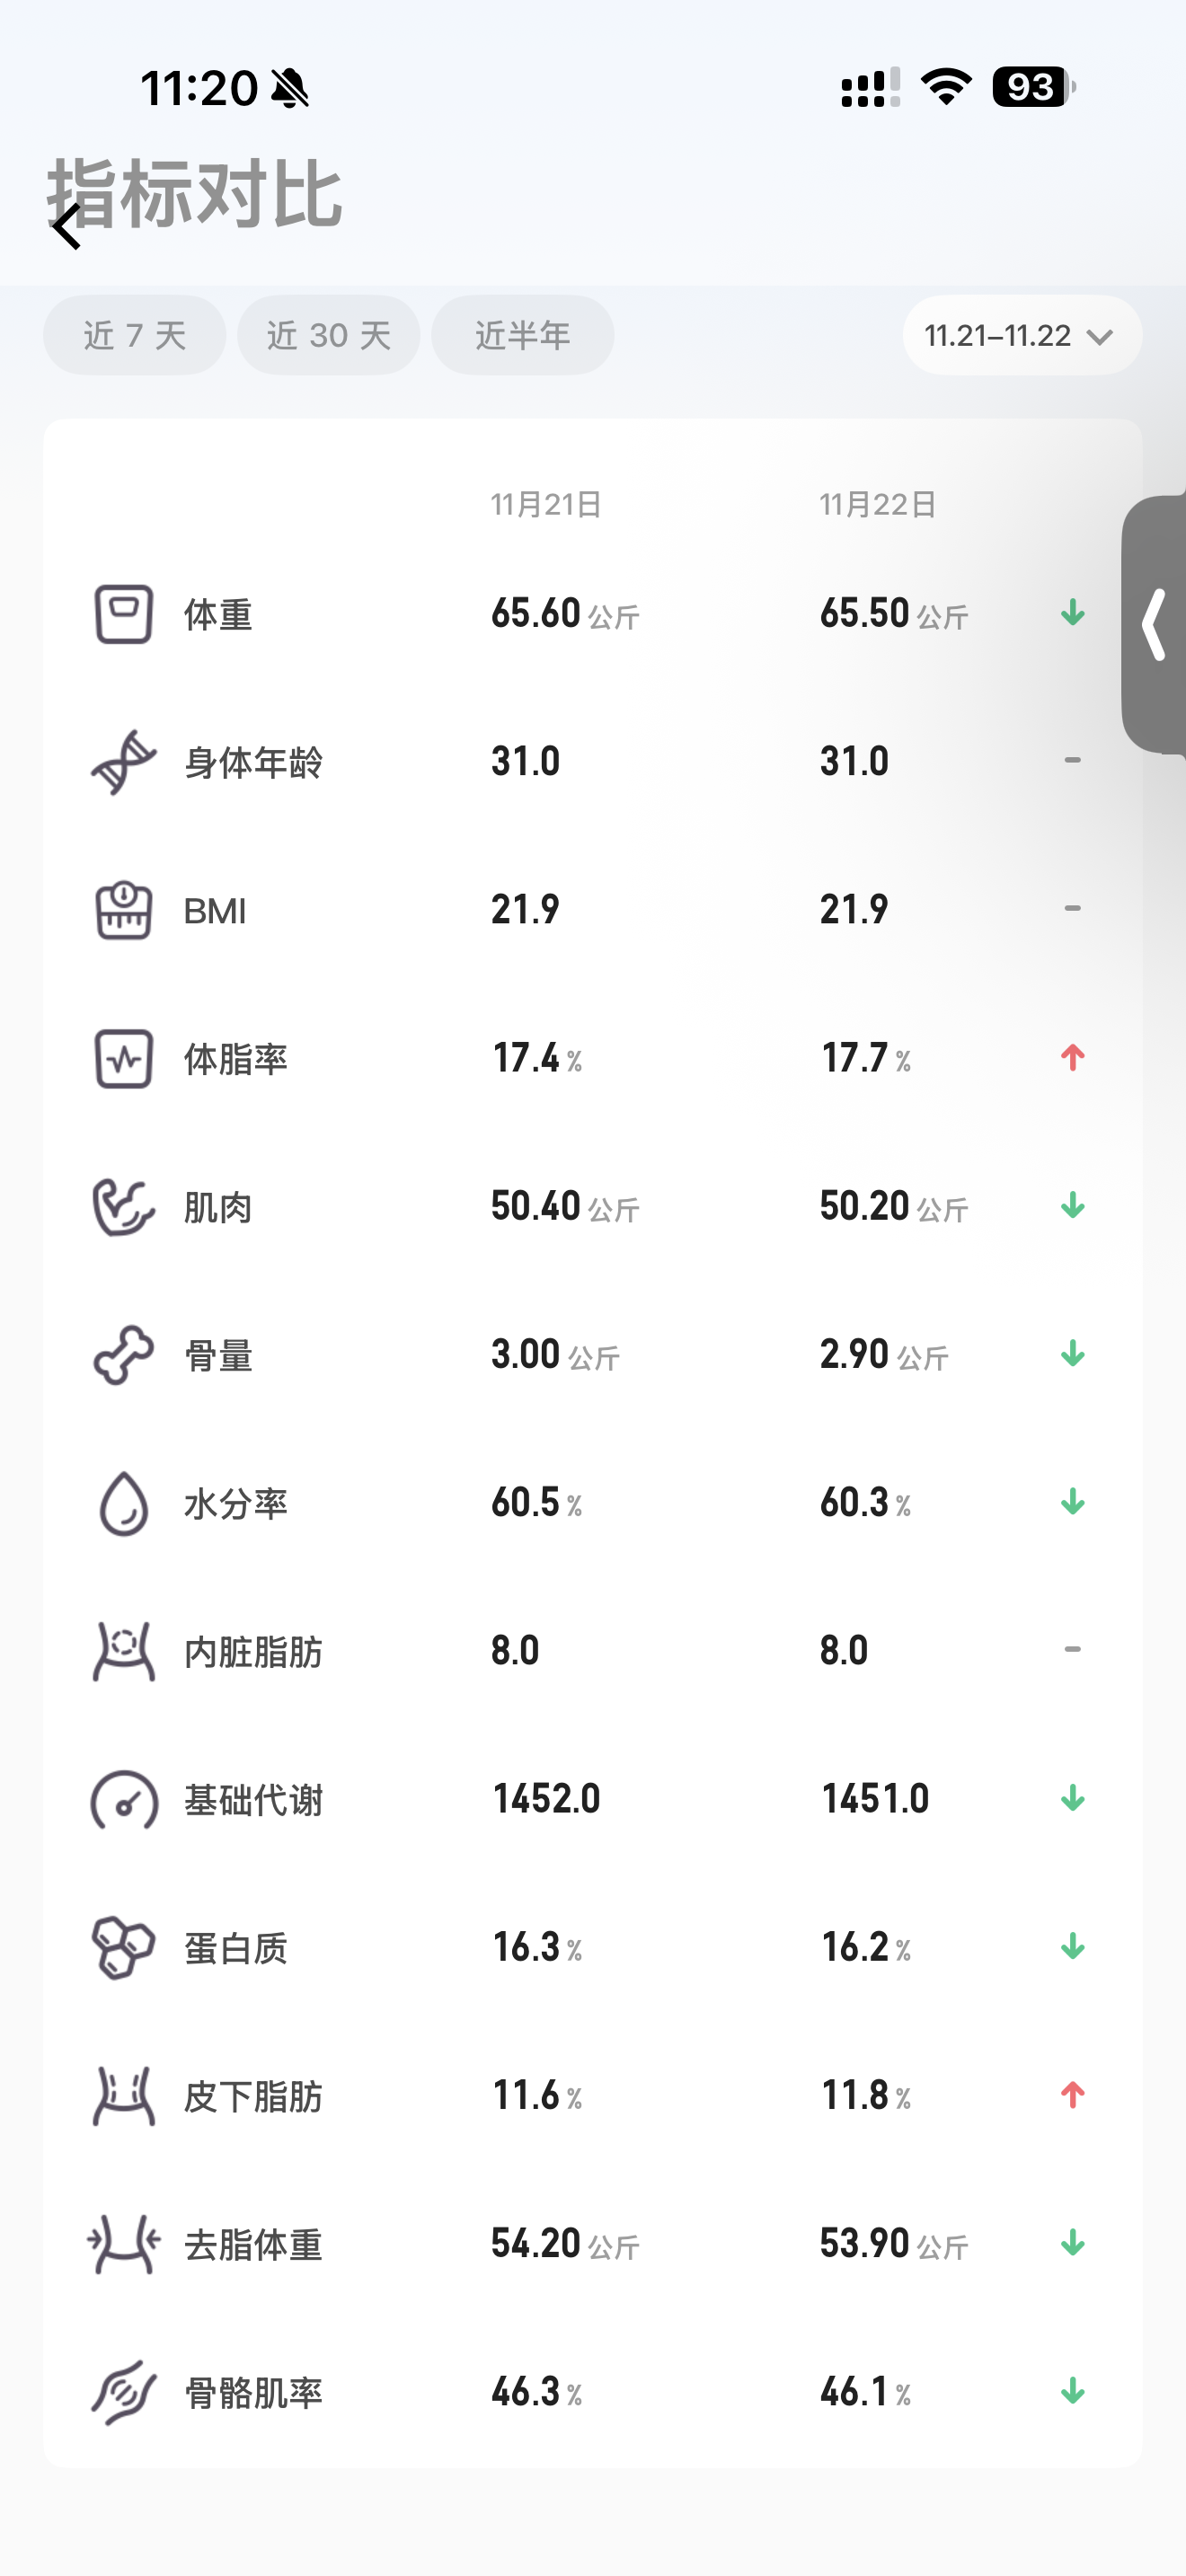 11:20
93
指标对比
近 7 天 近 30 天 近半年 11.21–11.22
11月21日 11月22日
体重 65.60 公斤 65.50 公斤
身体年龄 31.0 31.0 –
BMI 21.9 21.9 –
体脂率 17.4 % 17.7 %
肌肉 50.40 公斤 50.20 公斤
骨量 3.00 公斤 2.90 公斤
水分率 60.5 % 60.3 %
内脏脂肪 8.0 8.0 –
基础代谢 1452.0 1451.0
蛋白质 16.3 % 16.2 %
皮下脂肪 11.6 % 11.8 %
去脂体重 54.20 公斤 53.90 公斤
骨骼肌率 46.3 % 46.1 %